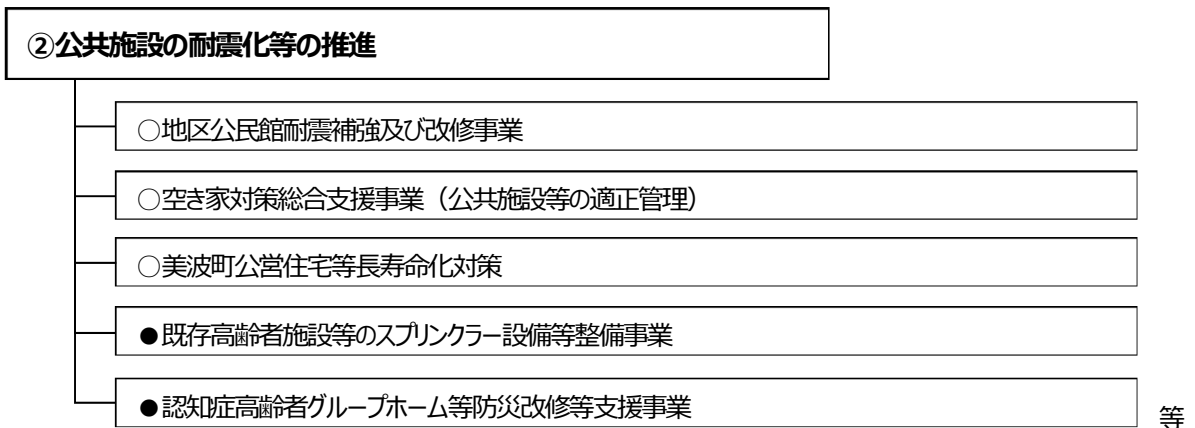 ②公共施設の耐震化等の推進
○地区公民館耐震補強及び改修事業
○空き家対策総合支援事業（公共施設等の適正管理）
○美波町公営住宅等長寿命化対策
●既存高齢者施設等のスプリンクラー設備等整備事業
●認知症高齢者グループホーム等防災改修等支援事業
等